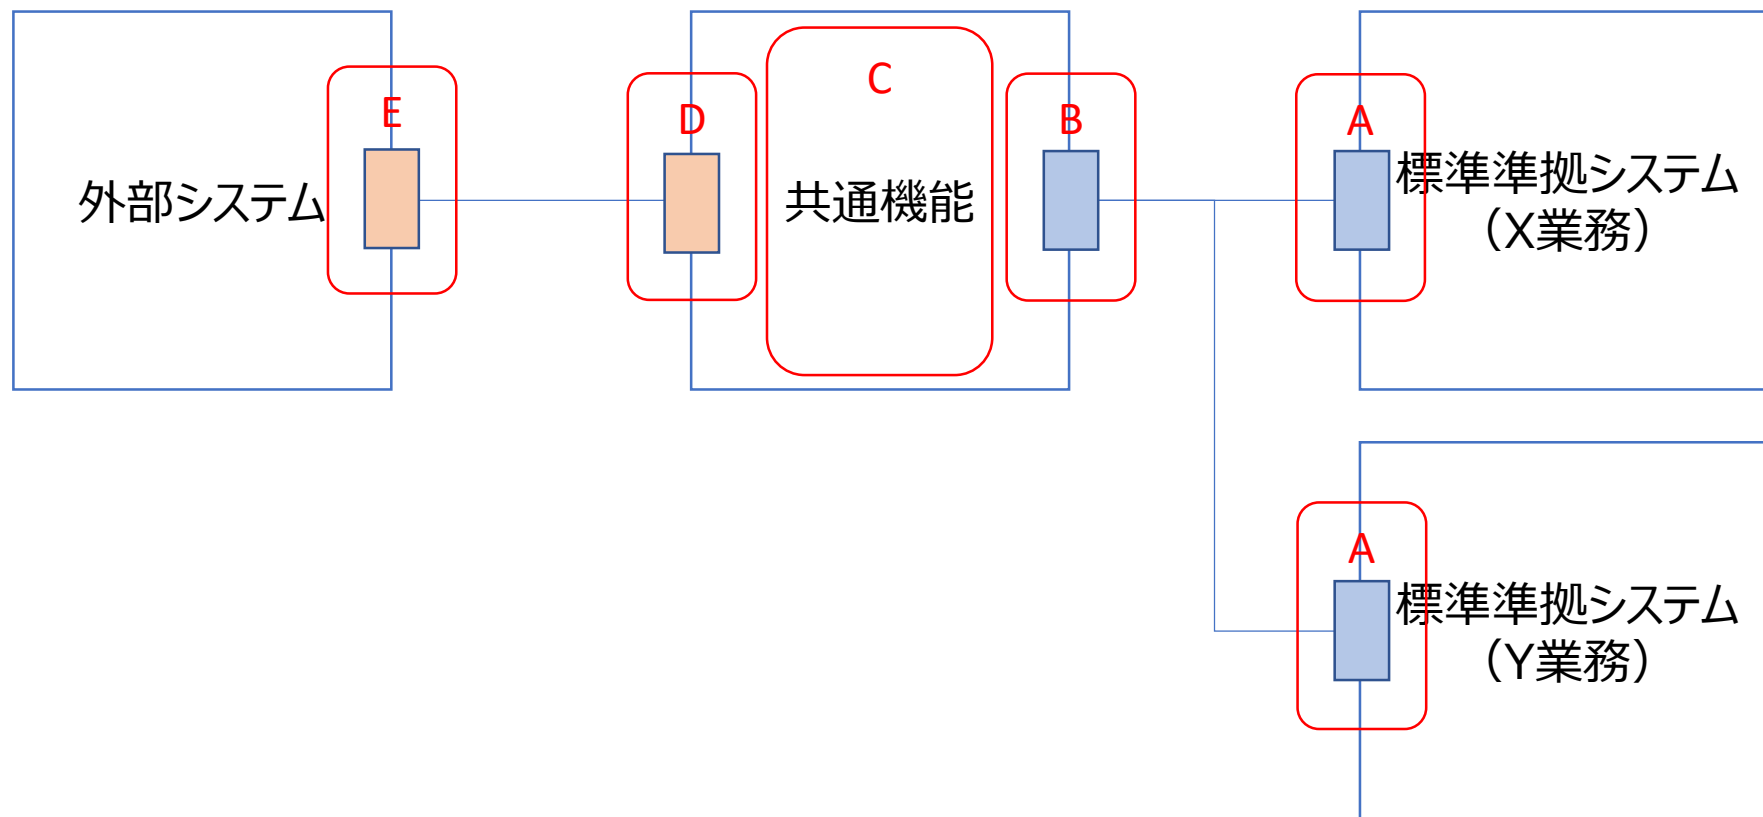 E
外部システム
D
C
共通機能
B
A
標準準拠システム
（X業務）
A
標準準拠システム
（Y業務）